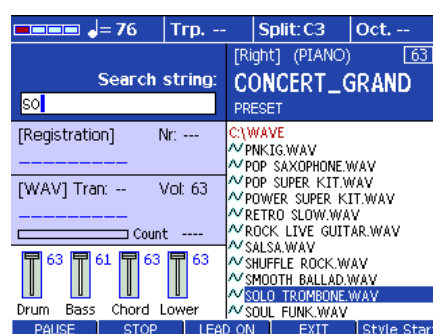 ♩= 76 Trp. -- Split: C3 Oct. --
[Right] (PIANO) 63
Search string:
CONCERT_GRAND
so
PRESET
[Registration] Nr: ---
C:\WAVE
PNKIG.WAV
POP SAXOPHONE.WAV
[WAV] Tran: -- Vol: 63
POP SUPER KIT.WAV
POWER SUPER KIT.WAV
RETRO SLOW.WAV
Count ----
ROCK LIVE GUITAR.WAV
SALSA.WAV
63 61 63 63
SHUFFLE ROCK.WAV
SMOOTH BALLAD.WAV
SOLO TROMBONE.WAV
Drum Bass Chord Lower
SOUL FUNK.WAV
PAUSE STOP LEAD ON EXIT Style Star